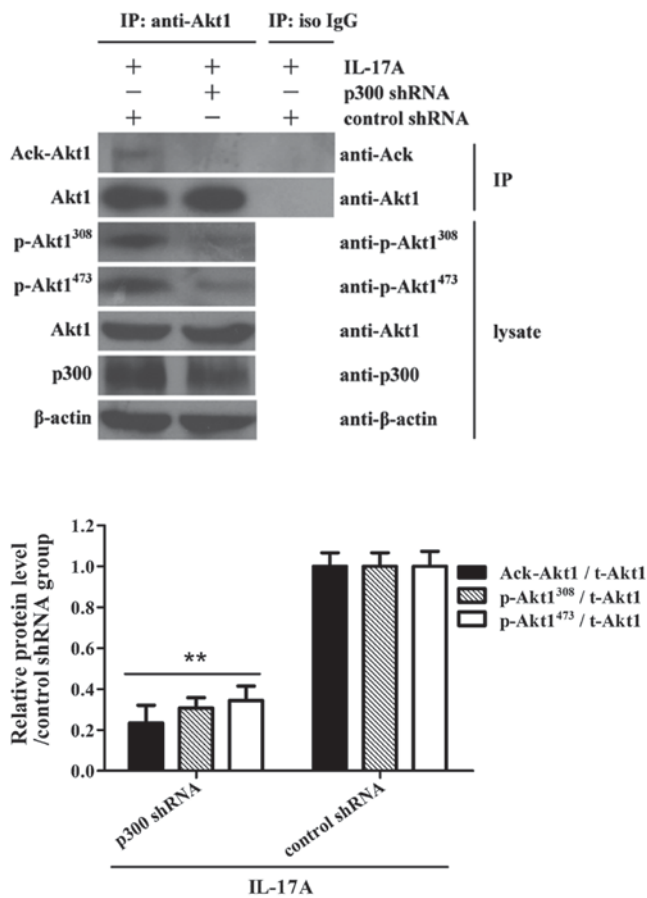 IP: anti-Akt1 IP: iso IgG
+ + + IL-17A
− + − p300 shRNA
+ − + control shRNA
Ack-Akt1 anti-Ack
Akt1 anti-Akt1
IP
p-Akt1³⁰⁸ anti-p-Akt1³⁰⁸
p-Akt1⁴⁷³ anti-p-Akt1⁴⁷³
Akt1 anti-Akt1
lysate
p300 anti-p300
β-actin anti-β-actin
Relative protein level
/control shRNA group
1.2
1.0
0.8
0.6
0.4
0.2
0.0
**
Ack-Akt1 / t-Akt1
p-Akt1³⁰⁸ / t-Akt1
p-Akt1⁴⁷³ / t-Akt1
p300 shRNA
control shRNA
IL-17A